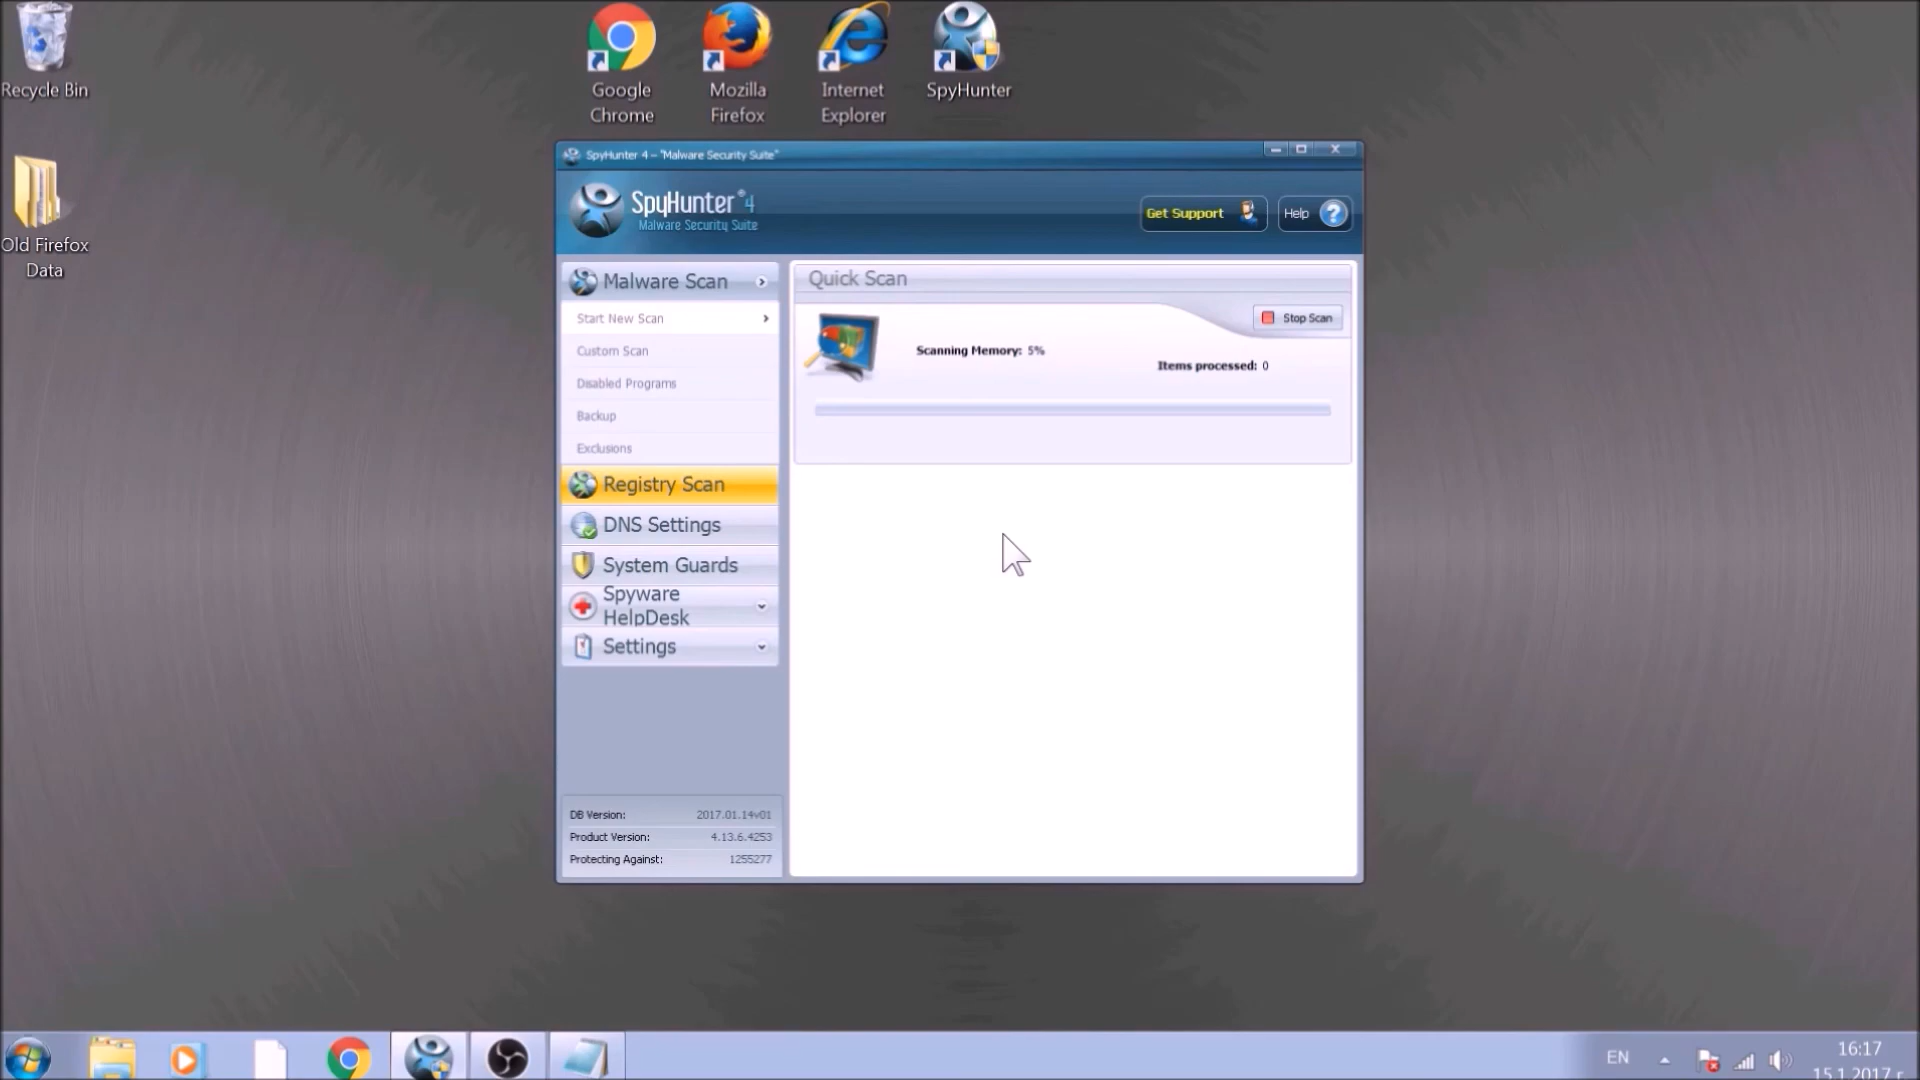 Recycle Bin
Google
Chrome
Mozilla
Firefox
Internet
Explorer
SpyHunter
Old Firefox
Data
SpyHunter 4 – "Malware Security Suite"
SpyHunter® 4
Malware Security Suite
Get Support
Help
Malware Scan
Start New Scan
Custom Scan
Disabled Programs
Backup
Exclusions
Registry Scan
DNS Settings
System Guards
Spyware
HelpDesk
Settings
Quick Scan
Stop Scan
Scanning Memory: 5%
Items processed: 0
DB Version: 2017.01.14v01
Product Version: 4.13.6.4253
Protecting Against: 1255277
EN
16:17
15.1.2017 г.